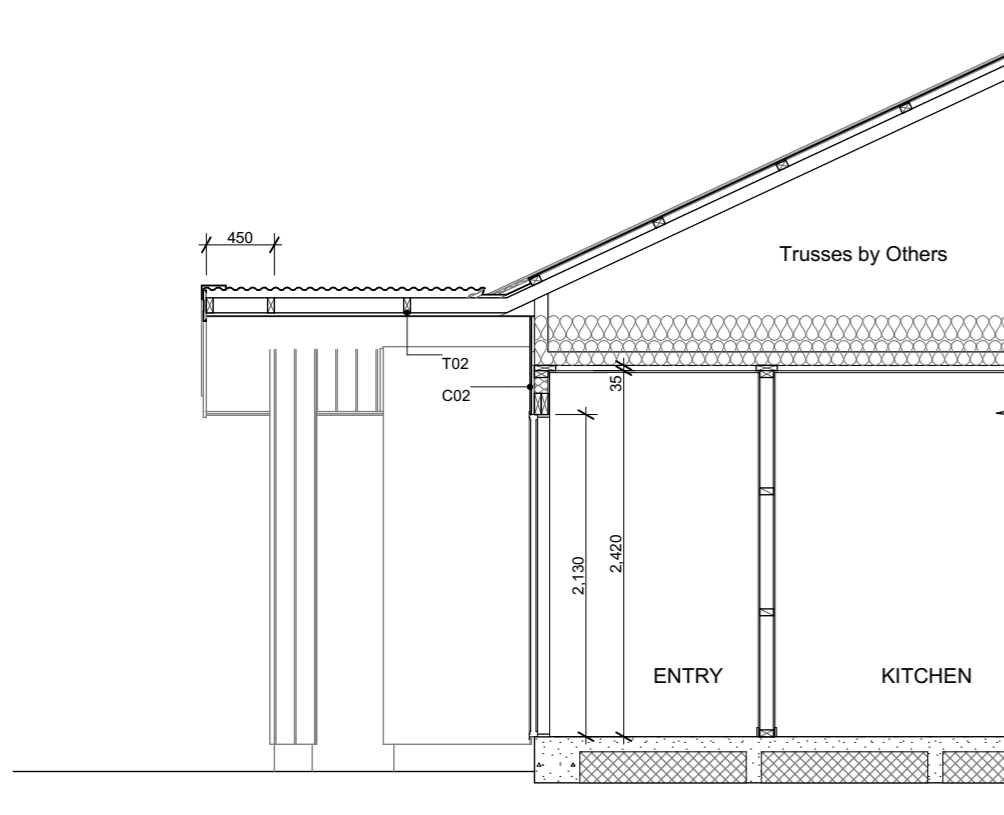 450
Trusses by Others
T02
C02
35
2,130
2,420
ENTRY
KITCHEN